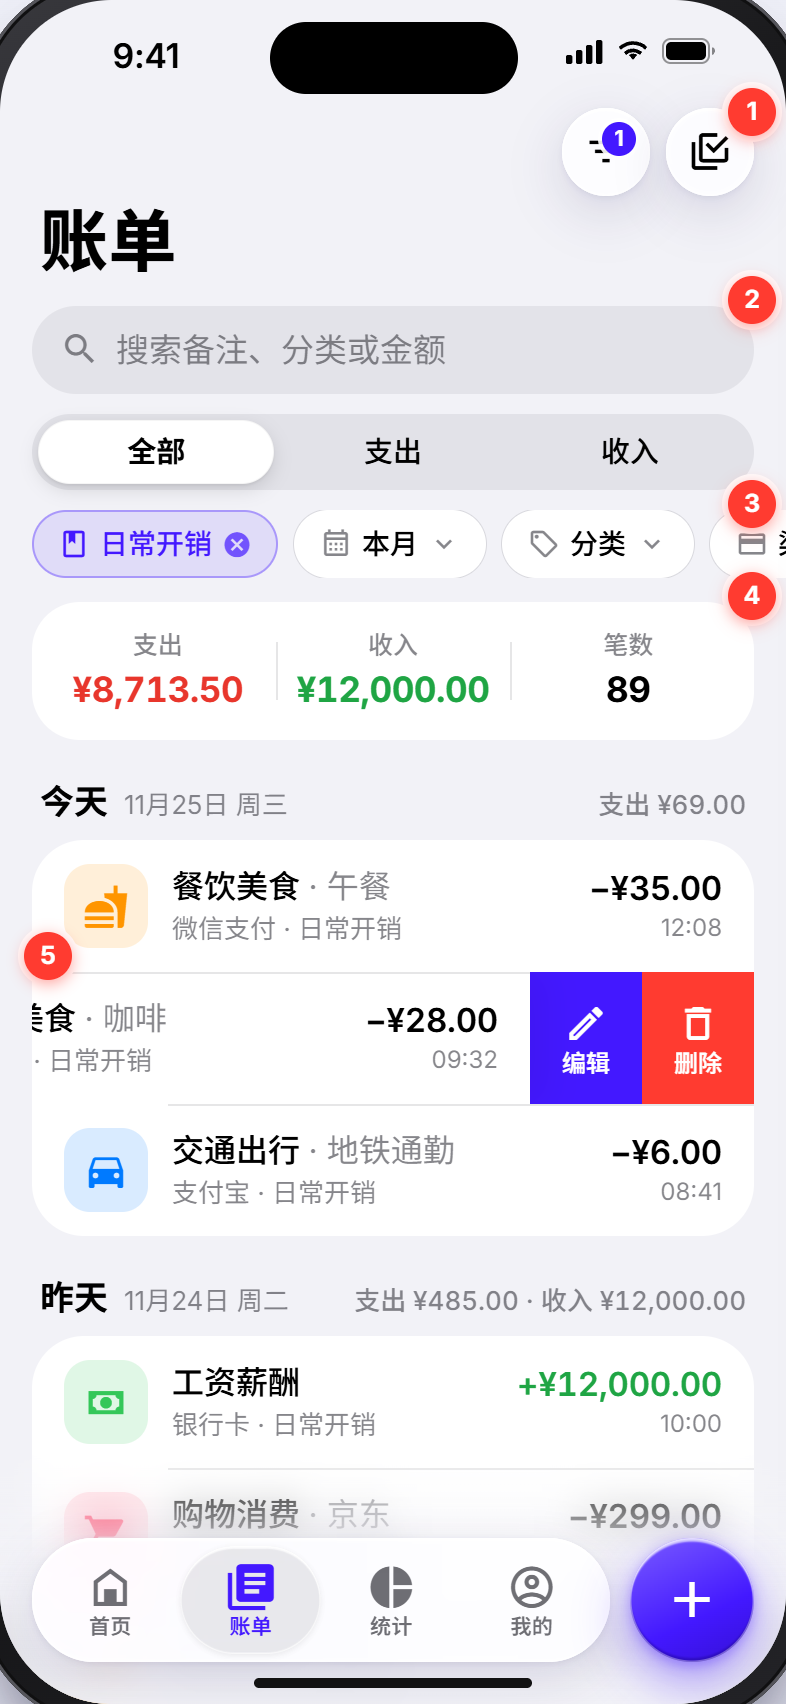 9:41
1
1
账单
2
搜索备注、分类或金额
全部 支出 收入
3
日常开销 本月 分类
4
支出 收入 笔数
¥8,713.50 ¥12,000.00 89
今天 11月25日 周三 支出 ¥69.00
餐饮美食 · 午餐 −¥35.00
微信支付 · 日常开销 12:08
5
美食 · 咖啡 −¥28.00
· 日常开销 09:32
编辑 删除
交通出行 · 地铁通勤 −¥6.00
支付宝 · 日常开销 08:41
昨天 11月24日 周二 支出 ¥485.00 · 收入 ¥12,000.00
工资薪酬 +¥12,000.00
银行卡 · 日常开销 10:00
购物消费 · 京东 −¥299.00
首页 账单 统计 我的